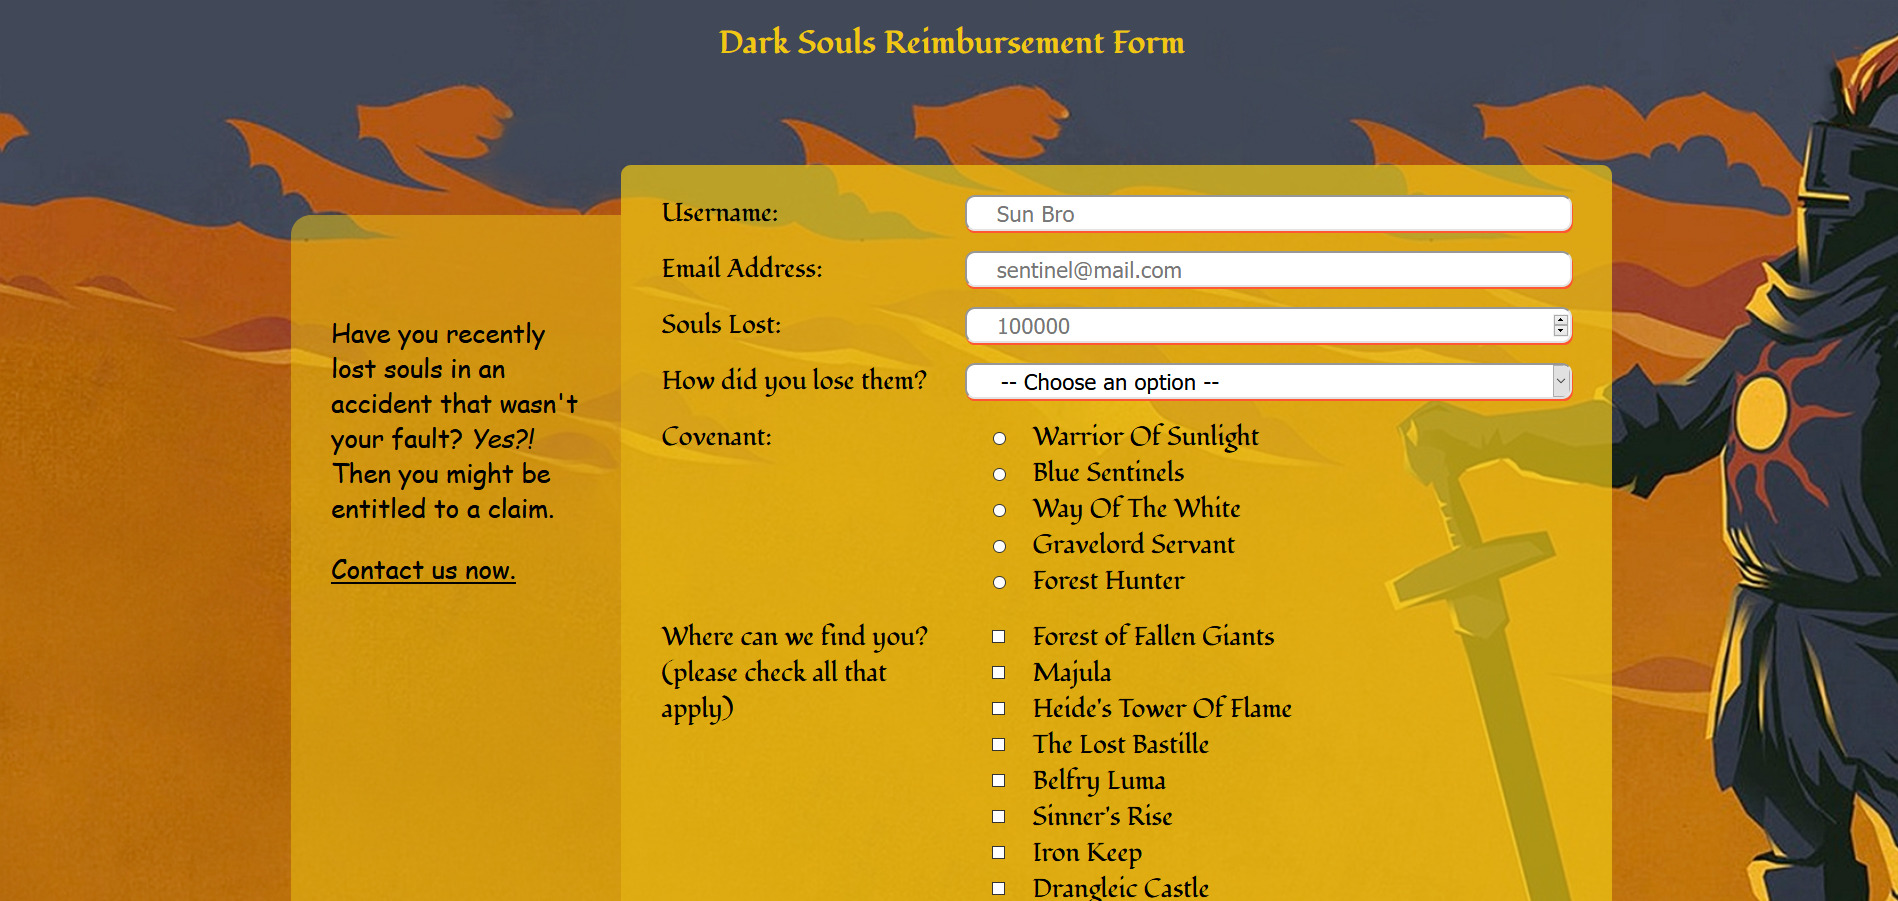 Dark Souls Reimbursement Form
Have you recently
lost souls in an
accident that wasn't
your fault? Yes?!
Then you might be
entitled to a claim.
Contact us now.
Username:
Sun Bro
Email Address:
sentinel@mail.com
Souls Lost:
100000
How did you lose them?
-- Choose an option --
Covenant:
Warrior Of Sunlight
Blue Sentinels
Way Of The White
Gravelord Servant
Forest Hunter
Where can we find you?
(please check all that
apply)
Forest of Fallen Giants
Majula
Heide's Tower Of Flame
The Lost Bastille
Belfry Luma
Sinner's Rise
Iron Keep
Drangleic Castle